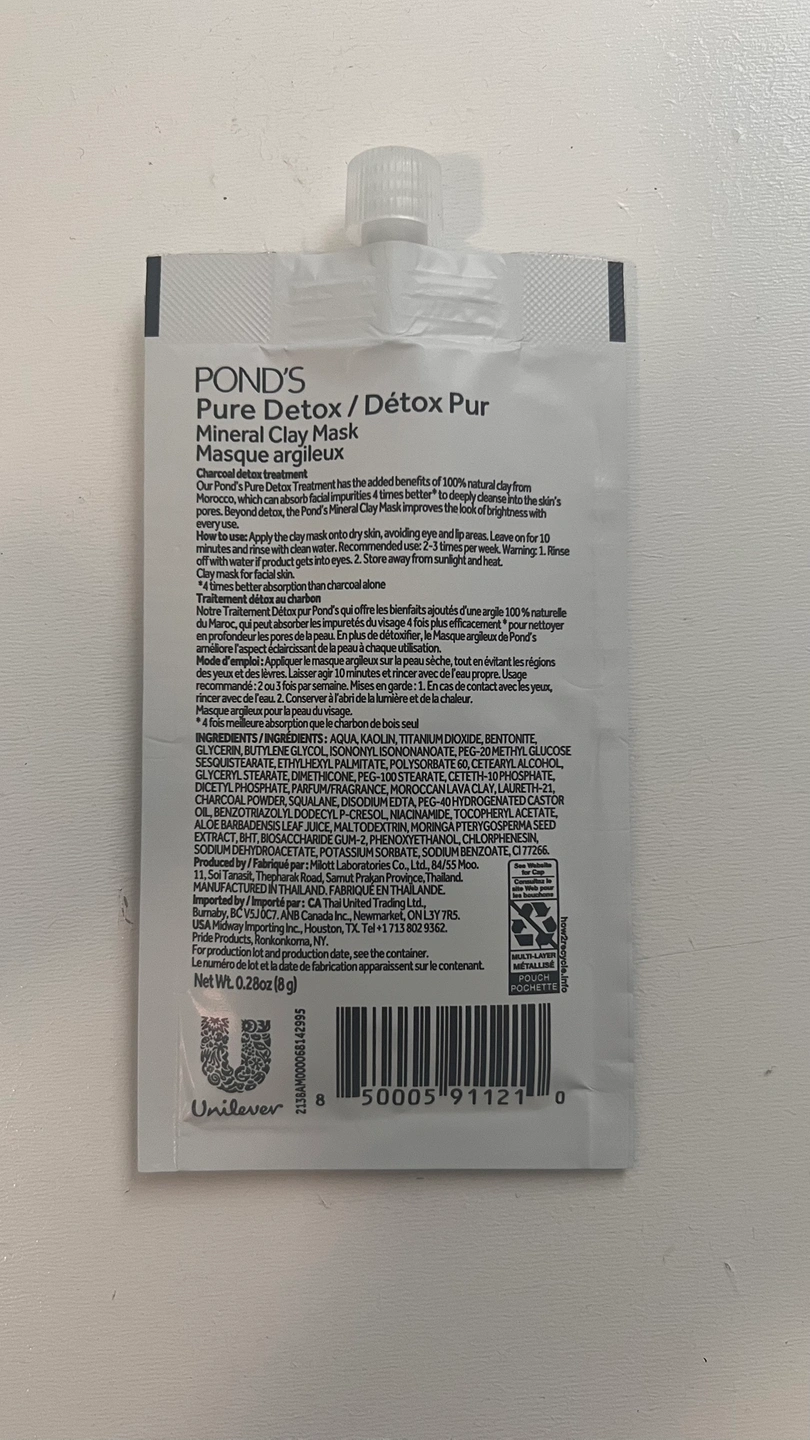 POND'S
Pure Detox / Détox Pur
Mineral Clay Mask
Masque argileux
Charcoal detox treatment
Our Pond's Pure Detox Treatment has the added benefits of 100% natural clay from
Morocco, which can absorb facial impurities 4 times better* to deeply cleanse into the skin's
pores. Beyond detox, the Pond's Mineral Clay Mask improves the look of brightness with
every use.
How to use: Apply the clay mask onto dry skin, avoiding eye and lip areas. Leave on for 10
minutes and rinse with clean water. Recommended use: 2-3 times per week. Warning: 1. Rinse
off with water if product gets into eyes. 2. Store away from sunlight and heat.
Clay mask for facial skin.
*4 times better absorption than charcoal alone
Traitement détox au charbon
Notre Traitement Détox pur Pond's qui offre les bienfaits ajoutés d'une argile 100 % naturelle
du Maroc, qui peut absorber les impuretés du visage 4 fois plus efficacement * pour nettoyer
en profondeur les pores de la peau. En plus de détoxifier, le Masque argileux de Pond's
améliore l'aspect éclaircissant de la peau à chaque utilisation.
Mode d'emploi : Appliquer le masque argileux sur la peau sèche, tout en évitant les régions
des yeux et des lèvres. Laisser agir 10 minutes et rincer avec de l'eau propre. Usage
recommandé : 2 ou 3 fois par semaine. Mises en garde : 1. En cas de contact avec les yeux,
rincer avec de l'eau. 2. Conserver à l'abri de la lumière et de la chaleur.
Masque argileux pour la peau du visage.
* 4 fois meilleure absorption que le charbon de bois seul
INGREDIENTS / INGRÉDIENTS : AQUA, KAOLIN, TITANIUM DIOXIDE, BENTONITE,
GLYCERIN, BUTYLENE GLYCOL, ISONONYL ISONONANOATE, PEG-20 METHYL GLUCOSE
SESQUISTEARATE, ETHYLHEXYL PALMITATE, POLYSORBATE 60, CETEARYL ALCOHOL,
GLYCERYL STEARATE, DIMETHICONE, PEG-100 STEARATE, CETETH-10 PHOSPHATE,
DICETYL PHOSPHATE, PARFUM/FRAGRANCE, MOROCCAN LAVA CLAY, LAURETH-21,
CHARCOAL POWDER, SQUALANE, DISODIUM EDTA, PEG-40 HYDROGENATED CASTOR
OIL, BENZOTRIAZOLYL DODECYL P-CRESOL, NIACINAMIDE, TOCOPHERYL ACETATE,
ALOE BARBADENSIS LEAF JUICE, MALTODEXTRIN, MORINGA PTERYGOSPERMA SEED
EXTRACT, BHT, BIOSACCHARIDE GUM-2, PHENOXYETHANOL, CHLORPHENESIN,
SODIUM DEHYDROACETATE, POTASSIUM SORBATE, SODIUM BENZOATE, CI 77266.
Produced by / Fabriqué par : Milott Laboratories Co., Ltd., 84/55 Moo.
11, Soi Tanasit, Thepharak Road, Samut Prakan Province, Thailand.
MANUFACTURED IN THAILAND. FABRIQUÉ EN THAÏLANDE.
Imported by / Importé par : CA Thai United Trading Ltd.,
Burnaby, BC V5J 0C7. ANB Canada Inc., Newmarket, ON L3Y 7R5.
USA Midway Importing Inc., Houston, TX. Tel +1 713 802 9362.
Pride Products, Ronkonkoma, NY.
For production lot and production date, see the container.
Le numéro de lot et la date de fabrication apparaissent sur le contenant.
Net Wt. 0.28oz (8 g)
See Website
for Cap
Consultez le
site Web pour
les bouchons
MULTI-LAYER
MÉTALLISÉ
POUCH
POCHETTE
how2recycle.info
Unilever
2138AM000068142995
8 50005 91121 0